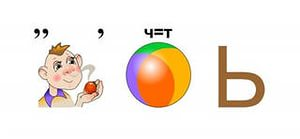 ,, , ч=т
Ь